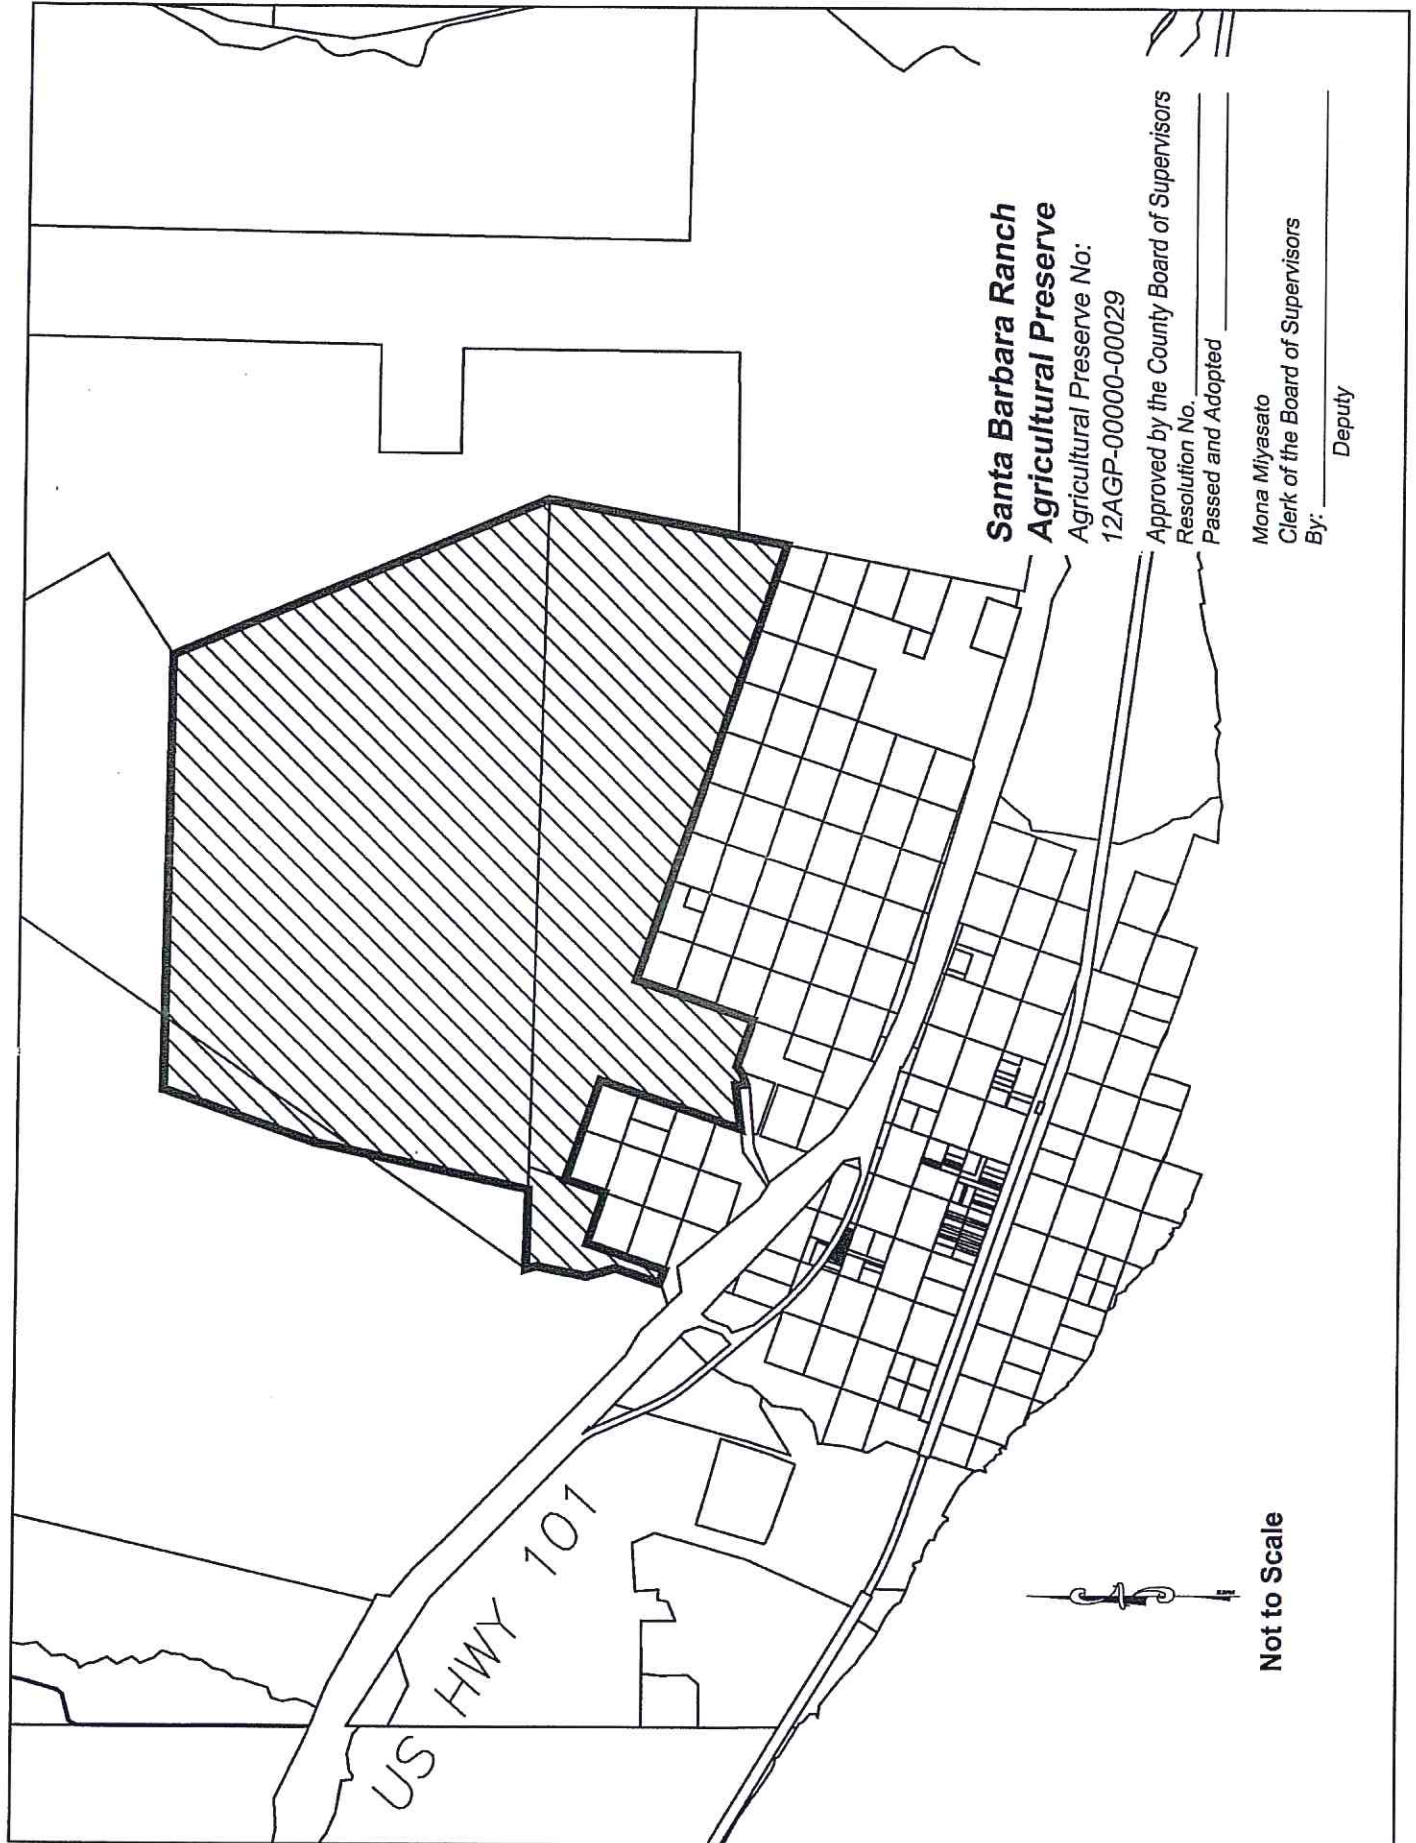 Santa Barbara Ranch
Agricultural Preserve
Agricultural Preserve No:
12AGP-00000-00029
Approved by the County Board of Supervisors
Resolution No.
Passed and Adopted
Mona Miyasato
Clerk of the Board of Supervisors
By:
Deputy
US HWY 101
Not to Scale